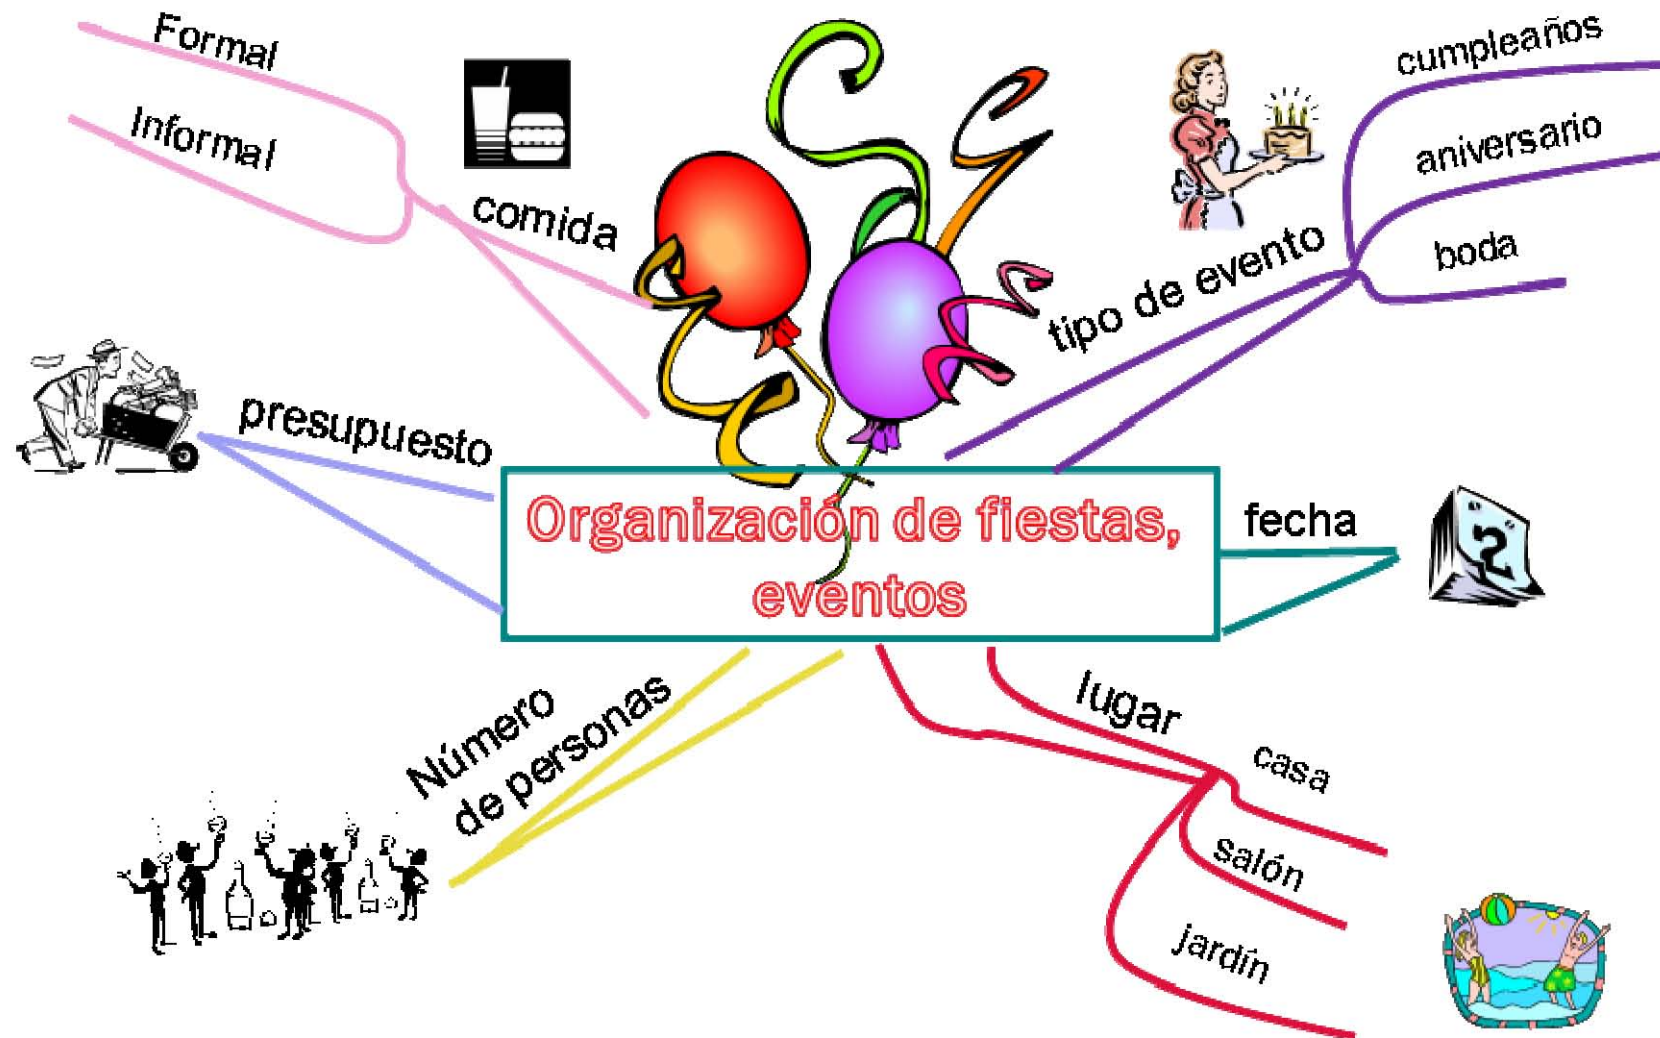 Formal
Informal
comida
cumpleaños
aniversario
boda
tipo de evento
presupuesto
Organización de fiestas,
eventos
fecha
2
Número
de personas
lugar
casa
salón
jardín